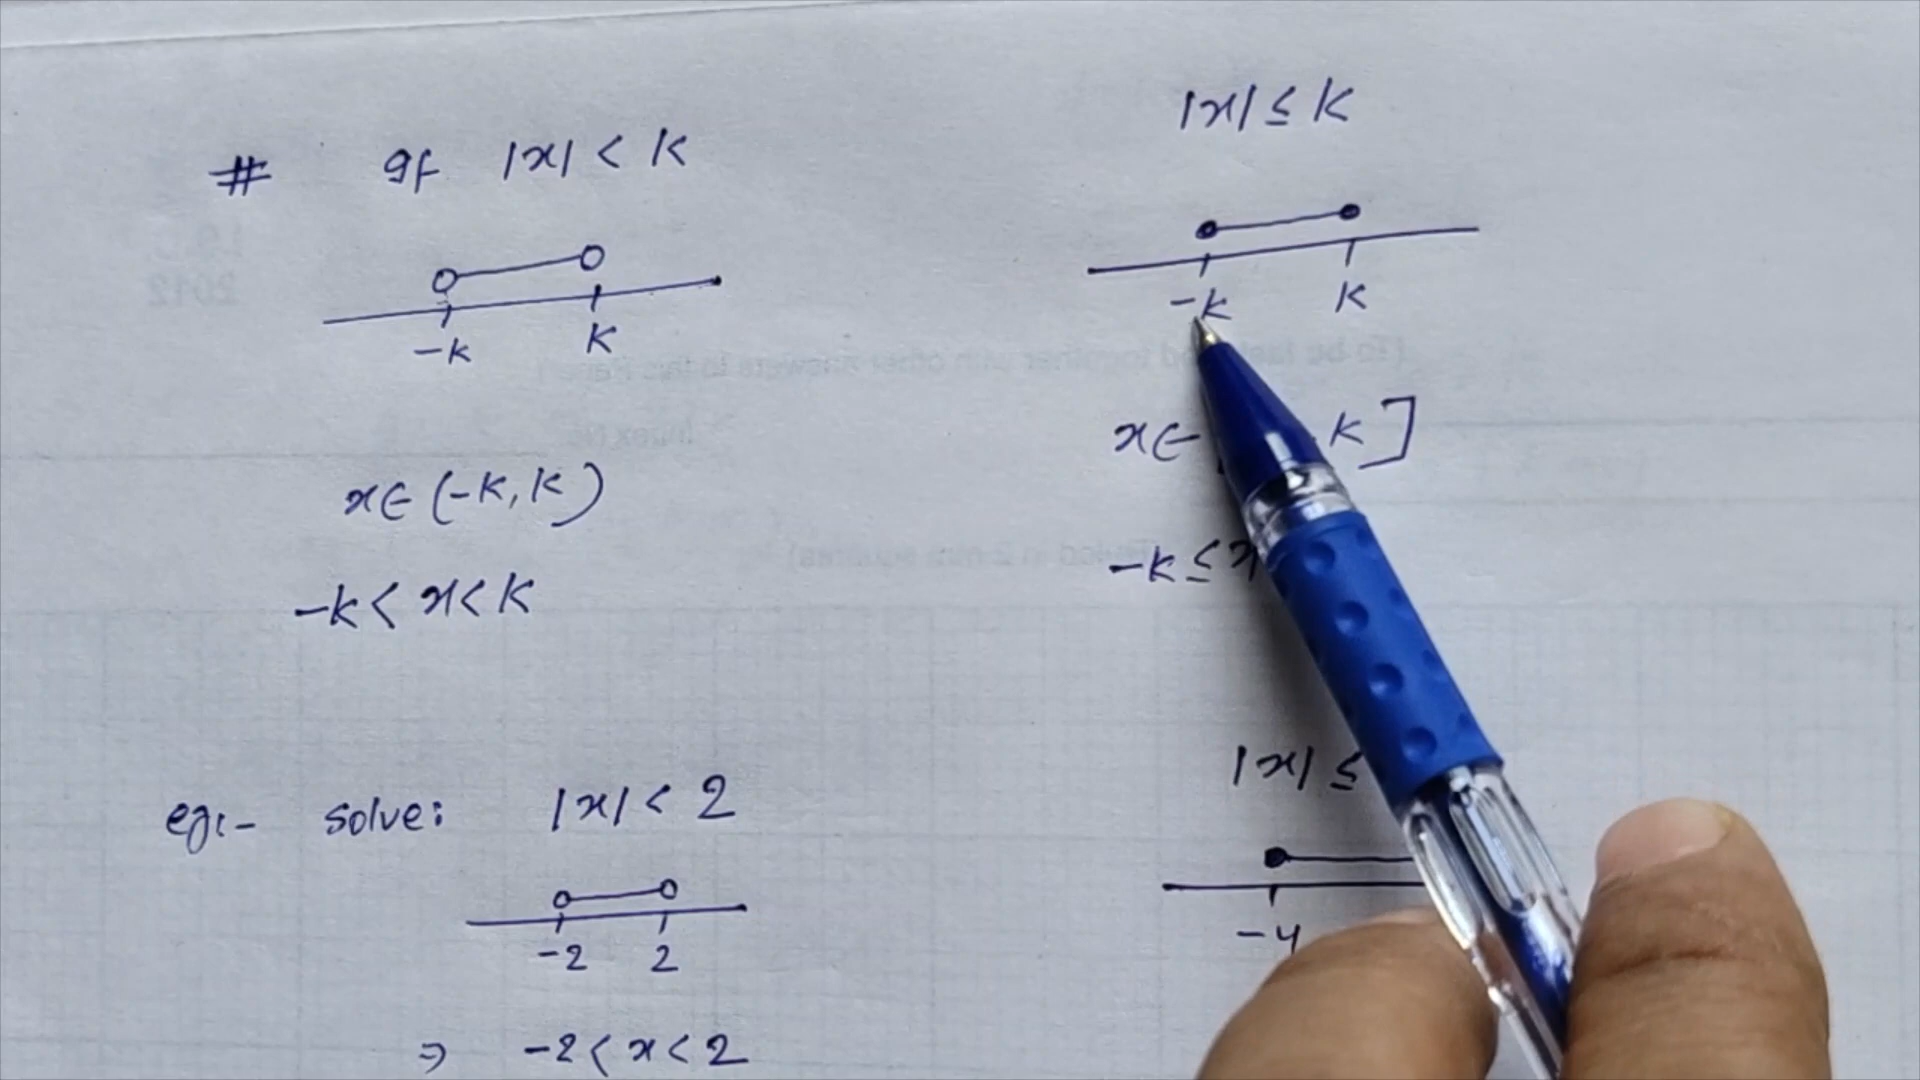 # If |x| < k
-k k
x∈ (-k, k)
-k < x < k
|x| ≤ k
-k k
x∈ k]
-k ≤ x
eg:- solve: |x| < 2
-2 2
⇒ -2 < x < 2
|x| ≤
-4